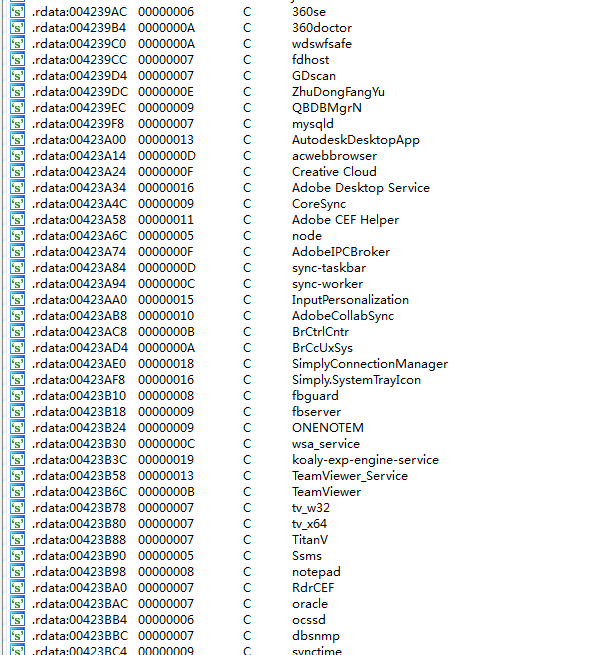 .rdata:004239AC 00000006 C 360se
.rdata:004239B4 0000000A C 360doctor
.rdata:004239C0 0000000A C wdswfsafe
.rdata:004239CC 00000007 C fdhost
.rdata:004239D4 00000007 C GDscan
.rdata:004239DC 0000000E C ZhuDongFangYu
.rdata:004239EC 00000009 C QBDBMgrN
.rdata:004239F8 00000007 C mysqld
.rdata:00423A00 00000013 C AutodeskDesktopApp
.rdata:00423A14 0000000D C acwebbrowser
.rdata:00423A24 0000000F C Creative Cloud
.rdata:00423A34 00000016 C Adobe Desktop Service
.rdata:00423A4C 00000009 C CoreSync
.rdata:00423A58 00000011 C Adobe CEF Helper
.rdata:00423A6C 00000005 C node
.rdata:00423A74 0000000F C AdobeIPCBroker
.rdata:00423A84 0000000D C sync-taskbar
.rdata:00423A94 0000000C C sync-worker
.rdata:00423AA0 00000015 C InputPersonalization
.rdata:00423AB8 00000010 C AdobeCollabSync
.rdata:00423AC8 0000000B C BrCtrlCntr
.rdata:00423AD4 0000000A C BrCcUxSys
.rdata:00423AE0 00000018 C SimplyConnectionManager
.rdata:00423AF8 00000016 C Simply.SystemTrayIcon
.rdata:00423B10 00000008 C fbguard
.rdata:00423B18 00000009 C fbserver
.rdata:00423B24 00000009 C ONENOTEM
.rdata:00423B30 0000000C C wsa_service
.rdata:00423B3C 00000019 C koaly-exp-engine-service
.rdata:00423B58 00000013 C TeamViewer_Service
.rdata:00423B6C 0000000B C TeamViewer
.rdata:00423B78 00000007 C tv_w32
.rdata:00423B80 00000007 C tv_x64
.rdata:00423B88 00000007 C TitanV
.rdata:00423B90 00000005 C Ssms
.rdata:00423B98 00000008 C notepad
.rdata:00423BA0 00000007 C RdrCEF
.rdata:00423BAC 00000007 C oracle
.rdata:00423BB4 00000006 C ocssd
.rdata:00423BBC 00000007 C dbsnmp
.rdata:00423BC4 00000009 C synctime